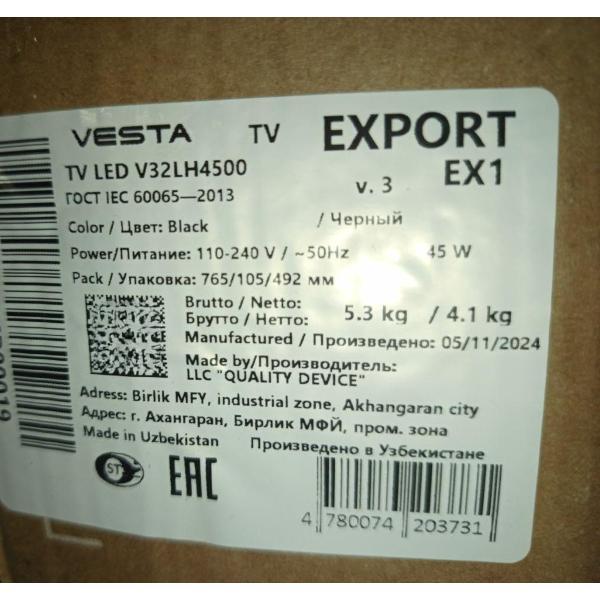 VESTA TV EXPORT
TV LED V32LH4500 v. 3 EX1
ГОСТ IEC 60065—2013
Color / Цвет: Black / Черный
Power/Питание: 110-240 V / ~50Hz 45 W
Pack / Упаковка: 765/105/492 мм
Brutto / Netto:
Брутто / Нетто: 5.3 kg / 4.1 kg
Manufactured / Произведено: 05/11/2024
Made by/Производитель:
LLC "QUALITY DEVICE"
Adress: Birlik MFY, industrial zone, Akhangaran city
Адрес: г. Ахангаран, Бирлик МФЙ, пром. зона
Made in Uzbekistan Произведено в Узбекистане
ST
EAC
4 780074 203731